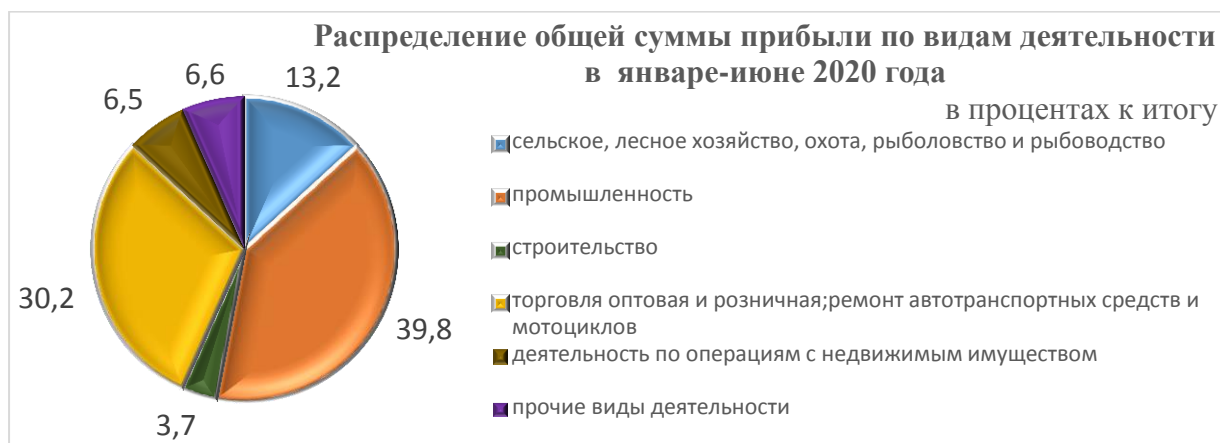 Распределение общей суммы прибыли по видам деятельности
в январе-июне 2020 года
в процентах к итогу
6,6
13,2
6,5
30,2
39,8
3,7
сельское, лесное хозяйство, охота, рыболовство и рыбоводство
промышленность
строительство
торговля оптовая и розничная;ремонт автотранспортных средств и
мотоциклов
деятельность по операциям с недвижимым имуществом
прочие виды деятельности